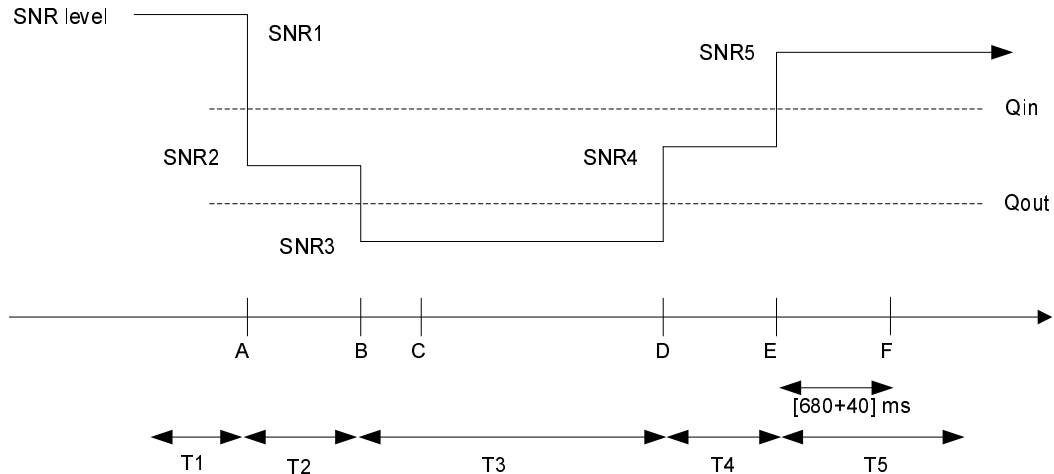 SNR level
SNR1
SNR5
Qin
SNR2
SNR4
Qout
SNR3
A
B
C
D
E
F
[680+40] ms
T1
T2
T3
T4
T5